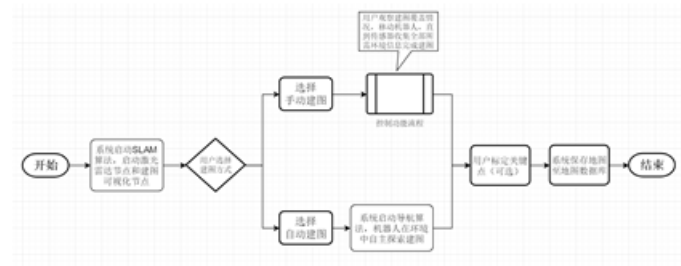 用户观察建图覆盖情
况，移动机器人，直
到传感器收集全部所
需环境信息完成建图
选择
手动建图
控制功能流程
开始
系统启动SLAM
算法，启动激光
雷达节点和建图
可视化节点
用户选择
建图方式
用户标定关键
点（可选）
系统保存地图
至地图数据库
结束
选择
自动建图
系统启动导航算
法，机器人在环境
中自主探索建图